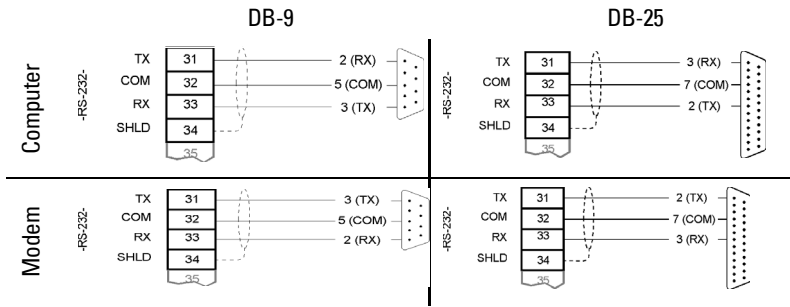 DB-9
DB-25
Computer
-RS-232-
TX 31 2 (RX)
COM 32 5 (COM)
RX 33 3 (TX)
SHLD 34
35
-RS-232-
TX 31 3 (RX)
COM 32 7 (COM)
RX 33 2 (TX)
SHLD 34
35
Modem
-RS-232-
TX 31 3 (TX)
COM 32 5 (COM)
RX 33 2 (RX)
SHLD 34
35
-RS-232-
TX 31 2 (TX)
COM 32 7 (COM)
RX 33 3 (RX)
SHLD 34
35